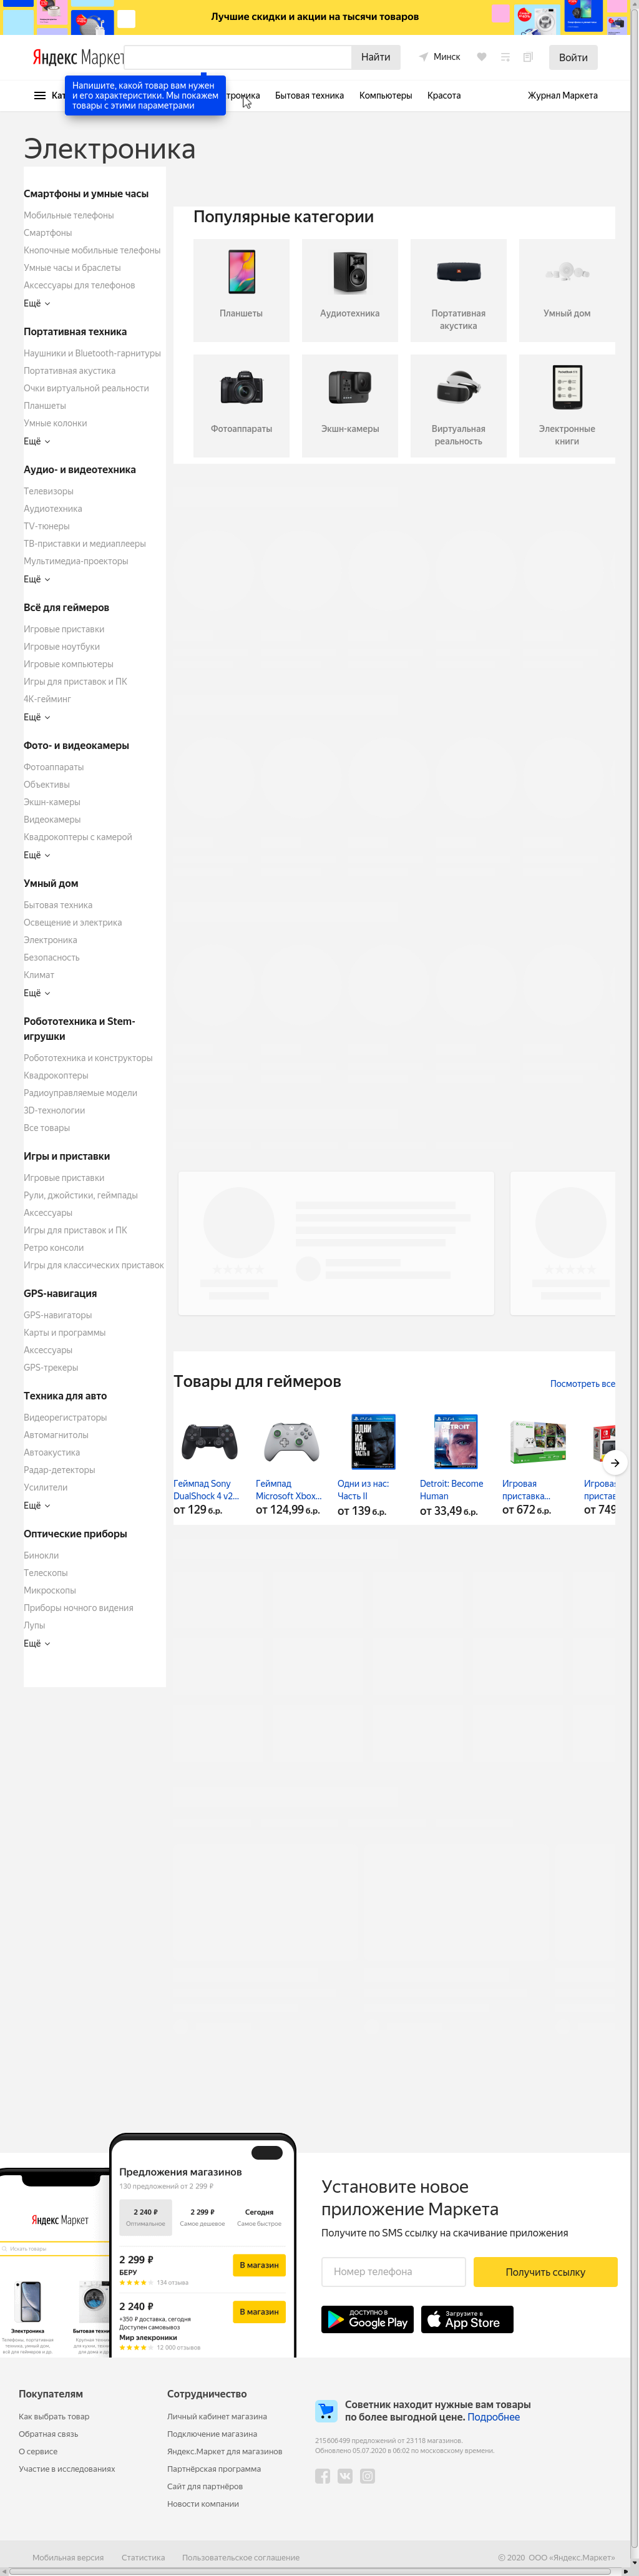 Лучшие скидки и акции на тысячи товаров
Яндекс Маркет
Найти
Минск
Войти
Напишите, какой товар вам нужен
и его характеристики. Мы покажем
товары с этими параметрами
Бытовая техника
Компьютеры
Красота
Журнал Маркета
Электроника
Смартфоны и умные часы
Мобильные телефоны
Смартфоны
Кнопочные мобильные телефоны
Умные часы и браслеты
Аксессуары для телефонов
Ещё
Портативная техника
Наушники и Bluetooth-гарнитуры
Портативная акустика
Очки виртуальной реальности
Планшеты
Умные колонки
Ещё
Аудио- и видеотехника
Телевизоры
Аудиотехника
TV-тюнеры
ТВ-приставки и медиаплееры
Мультимедиа-проекторы
Ещё
Всё для геймеров
Игровые приставки
Игровые ноутбуки
Игровые компьютеры
Игры для приставок и ПК
4K-гейминг
Ещё
Фото- и видеокамеры
Фотоаппараты
Объективы
Экшн-камеры
Видеокамеры
Квадрокоптеры с камерой
Ещё
Умный дом
Бытовая техника
Освещение и электрика
Электроника
Безопасность
Климат
Ещё
Робототехника и Stem-
игрушки
Робототехника и конструкторы
Квадрокоптеры
Радиоуправляемые модели
3D-технологии
Все товары
Игры и приставки
Игровые приставки
Рули, джойстики, геймпады
Аксессуары
Игры для приставок и ПК
Ретро консоли
Игры для классических приставок
GPS-навигация
GPS-навигаторы
Карты и программы
Аксессуары
GPS-трекеры
Техника для авто
Видеорегистраторы
Автомагнитолы
Автоакустика
Радар-детекторы
Усилители
Ещё
Оптические приборы
Бинокли
Телескопы
Микроскопы
Приборы ночного видения
Лупы
Ещё
Популярные категории
Планшеты
Аудиотехника
Портативная
акустика
Умный дом
Фотоаппараты
Экшн-камеры
Виртуальная
реальность
Электронные
книги
Товары для геймеров
Посмотреть все
Геймпад Sony
DualShock 4 v2...
от 129 б.р.
Геймпад
Microsoft Xbox...
от 124,99 б.р.
ОДНИ
ИЗ
НАС
Одни из нас:
Часть II
от 139 б.р.
DETROIT
Detroit: Become
Human
от 33,49 б.р.
Игровая
приставка...
от 672 б.р.
Предложения магазинов
130 предложений от 2 299 ₽
2 240 ₽
Оптимальное
2 299 ₽
Самое дешевое
Сегодня
Самое быстрое
2 299 ₽
БЕРУ
134 отзыва
В магазин
2 240 ₽
+350 ₽ доставка, сегодня
Доступен самовывоз
Мир электроники
12 000 отзывов
В магазин
Яндекс Маркет
Искать товары
Электроника
Установите новое
приложение Маркета
Получите по SMS ссылку на скачивание приложения
Номер телефона
Получить ссылку
ДОСТУПНО В
Google Play
Загрузите в
App Store
Покупателям
Как выбрать товар
Обратная связь
О сервисе
Участие в исследованиях
Сотрудничество
Личный кабинет магазина
Подключение магазина
Яндекс.Маркет для магазинов
Партнёрская программа
Сайт для партнёров
Новости компании
Советник находит нужные вам товары
по более выгодной цене. Подробнее
215606499 предложений от 23118 магазинов.
Обновлено 05.07.2020 в 06:02 по московскому времени.
Мобильная версия
Статистика
Пользовательское соглашение
© 2020 ООО «Яндекс.Маркет»